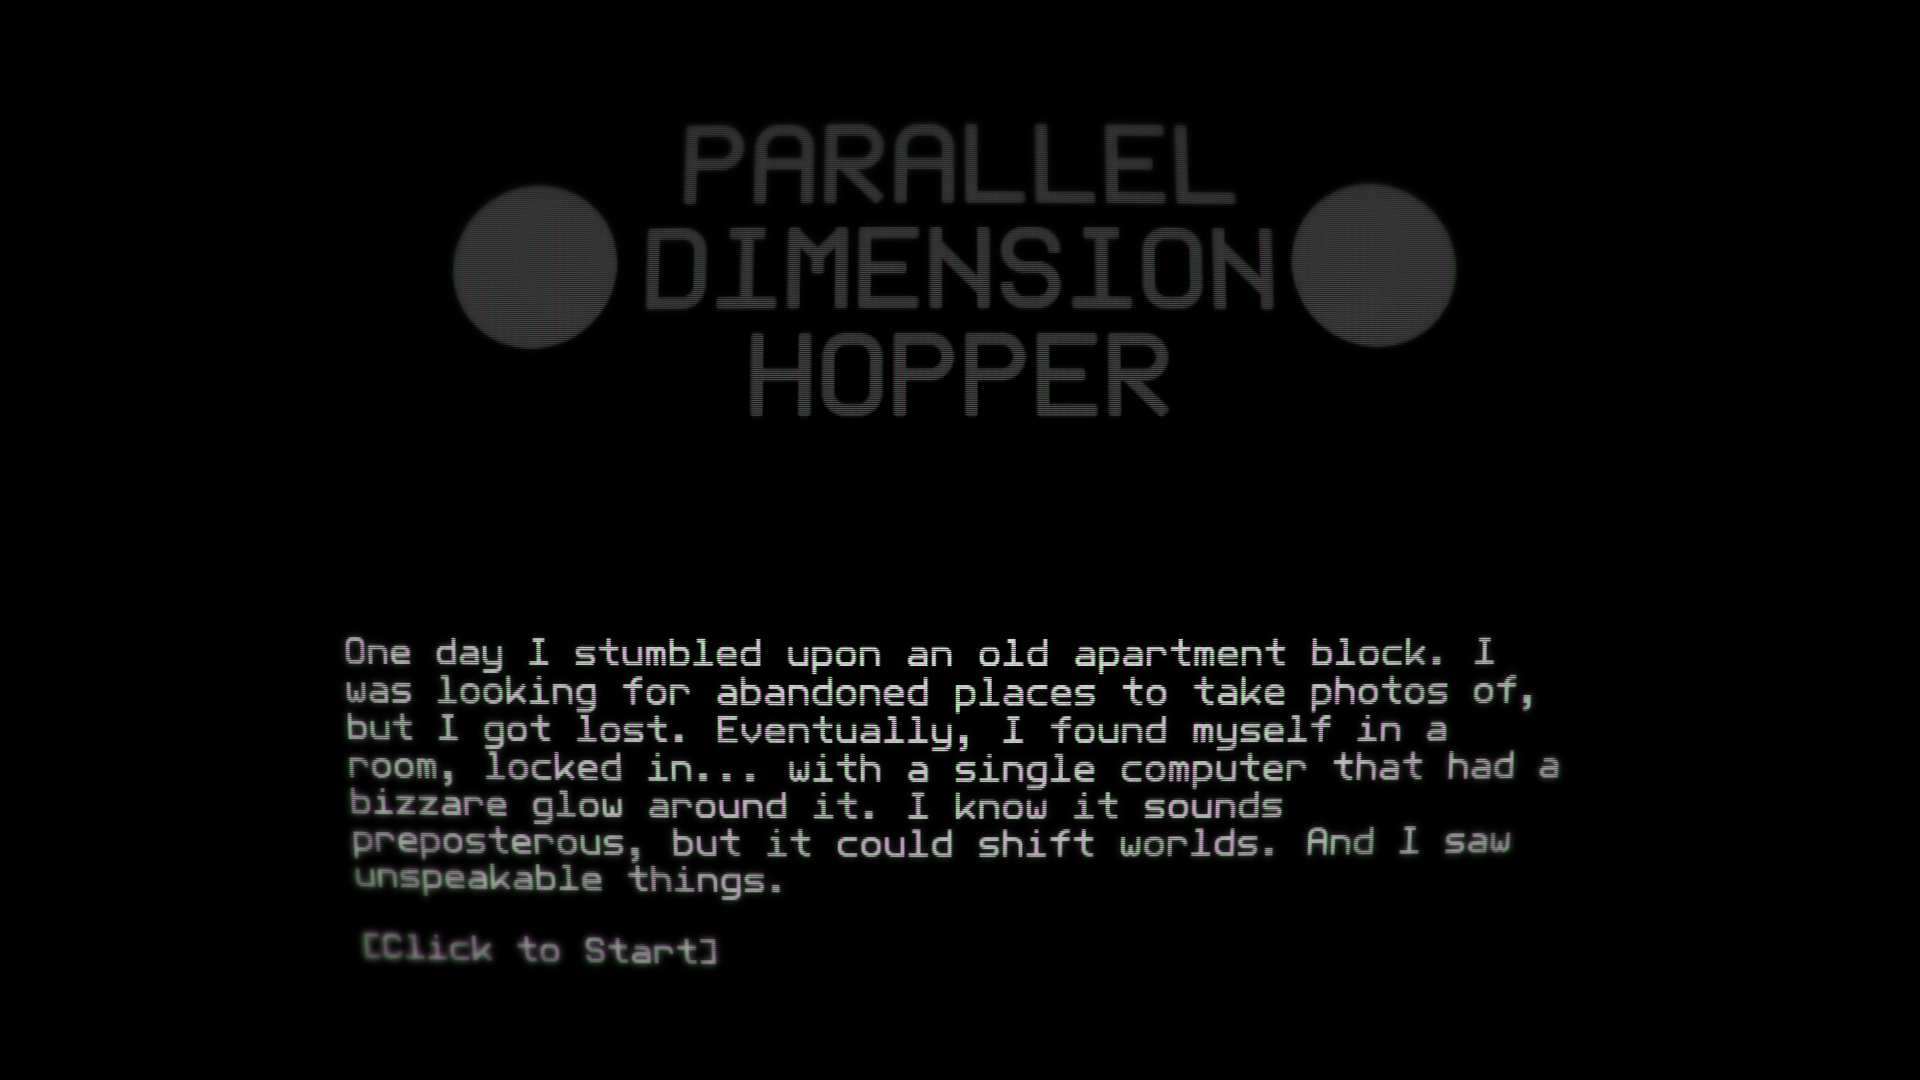 PARALLEL
DIMENSION
HOPPER
One day I stumbled upon an old apartment block. I
was looking for abandoned places to take photos of,
but I got lost. Eventually, I found myself in a
room, locked in... with a single computer that had a
bizzare glow around it. I know it sounds
preposterous, but it could shift worlds. And I saw
unspeakable things.
[Click to Start]